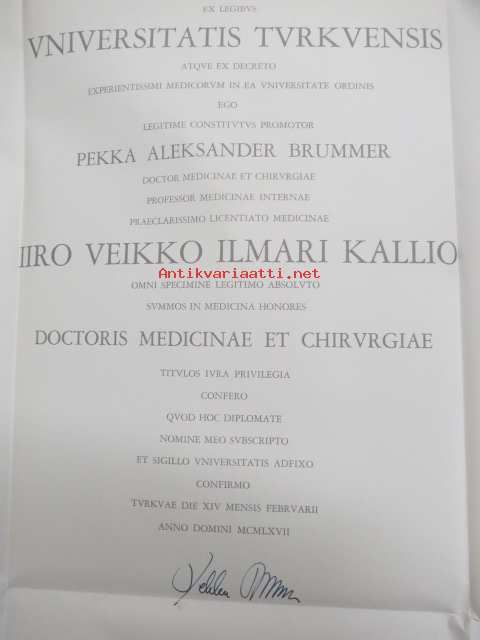 EX LEGIBVS
VNIVERSITATIS TVRKVENSIS
ATQVE EX DECRETO
EXPERIENTISSIMI MEDICORVM IN EA VNIVERSITATE ORDINIS
EGO
LEGITIME CONSTITVTVS PROMOTOR
PEKKA ALEKSANDER BRUMMER
DOCTOR MEDICINAE ET CHIRVRGIAE
PROFESSOR MEDICINAE INTERNAE
PRAECLARISSIMO LICENTIATO MEDICINAE
IIRO VEIKKO ILMARI KALLIO
Antikvariaatti.net
OMNI SPECIMINE LEGITIMO ABSOLVTO
SVMMOS IN MEDICINA HONORES
DOCTORIS MEDICINAE ET CHIRVRGIAE
TITVLOS IVRA PRIVILEGIA
CONFERO
QVOD HOC DIPLOMATE
NOMINE MEO SVBSCRIPTO
ET SIGILLO VNIVERSITATIS ADFIXO
CONFIRMO
TVRKVAE DIE XIV MENSIS FEBRVARII
ANNO DOMINI MCMLXVII